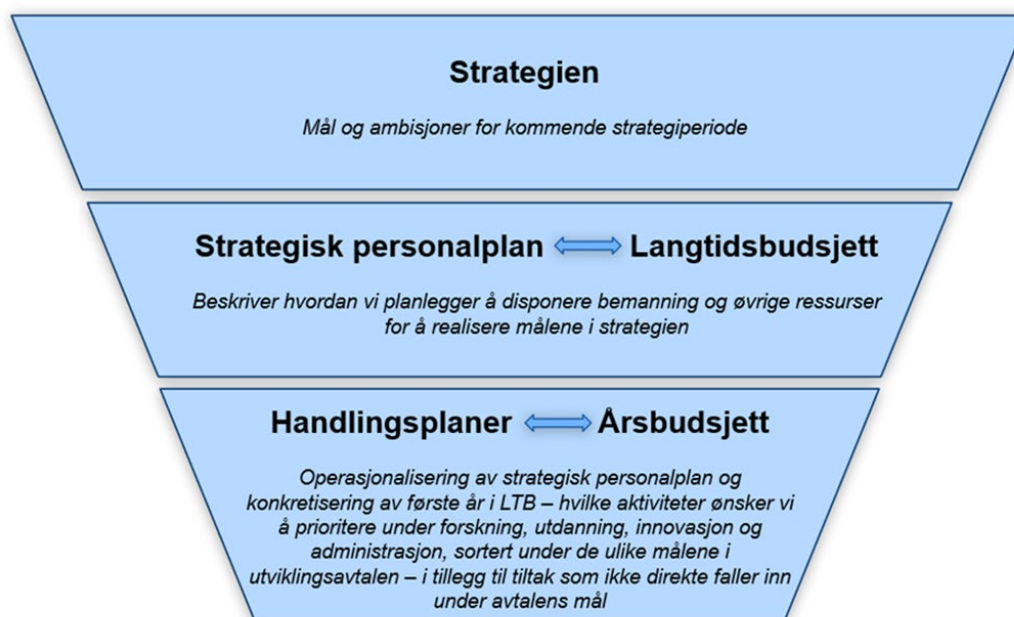 Strategien
Mål og ambisjoner for kommende strategiperiode
Strategisk personalplan Langtidsbudsjett
Beskriver hvordan vi planlegger å disponere bemanning og øvrige ressurser
for å realisere målene i strategien
Handlingsplaner Årsbudsjett
Operasjonalisering av strategisk personalplan og
konkretisering av første år i LTB – hvilke aktiviteter ønsker vi
å prioritere under forskning, utdanning, innovasjon og
administrasjon, sortert under de ulike målene i
utviklingsavtalen – i tillegg til tiltak som ikke direkte faller inn
under avtalens mål